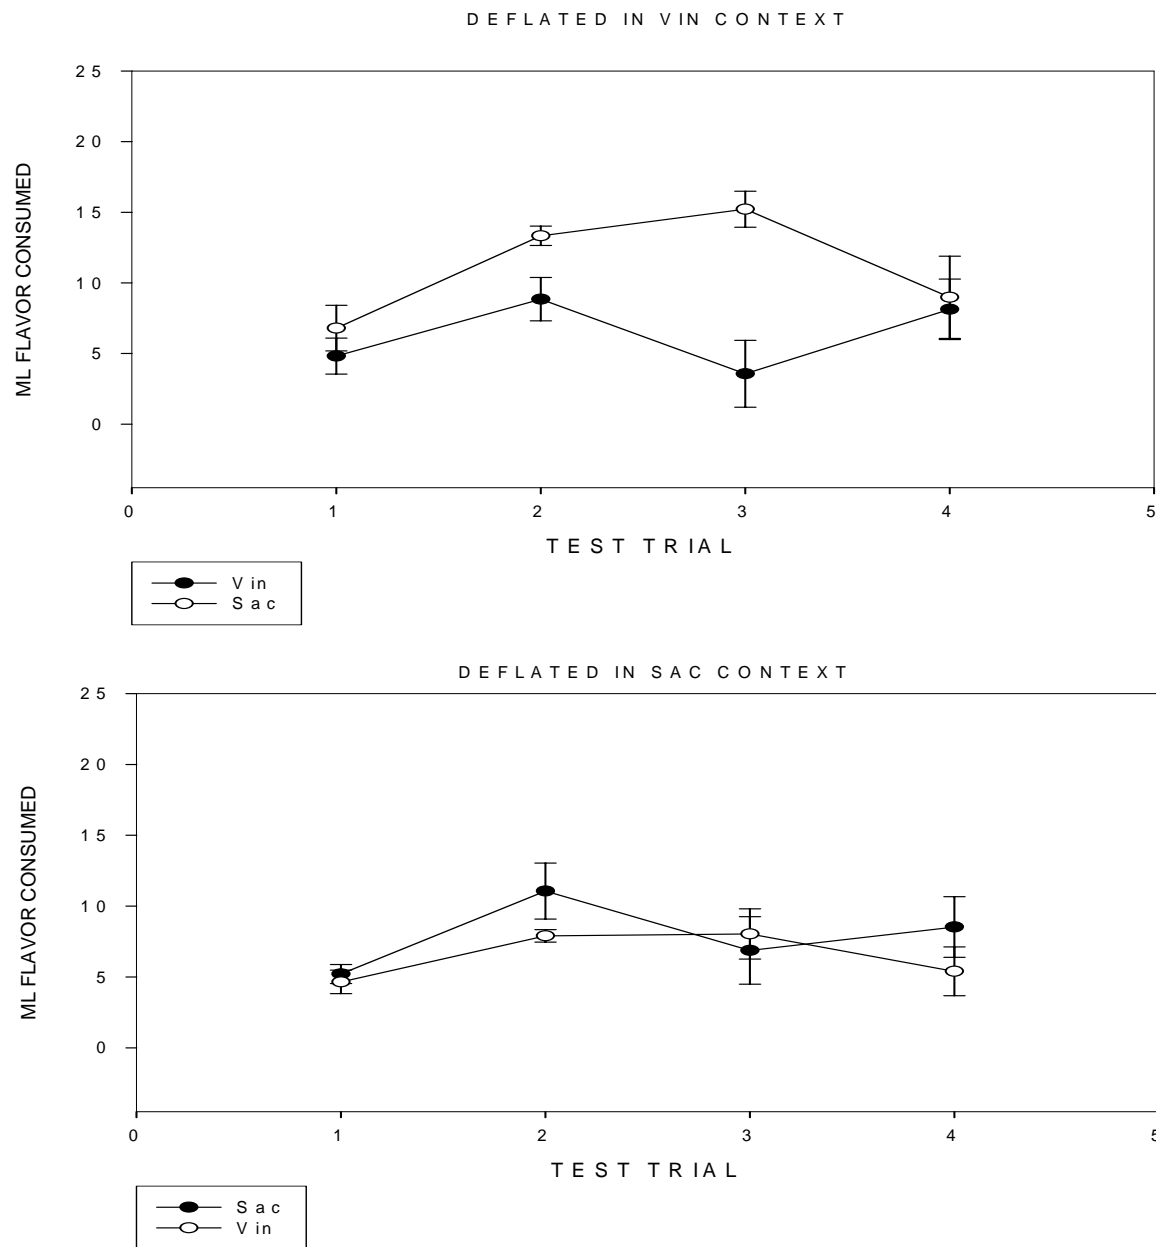 DEFLATED IN VIN CONTEXT
25
20
15
10
5
0
ML FLAVOR CONSUMED
0 1 2 3 4 5
TEST TRIAL
Vin
Sac
DEFLATED IN SAC CONTEXT
25
20
15
10
5
0
ML FLAVOR CONSUMED
0 1 2 3 4 5
TEST TRIAL
Sac
Vin